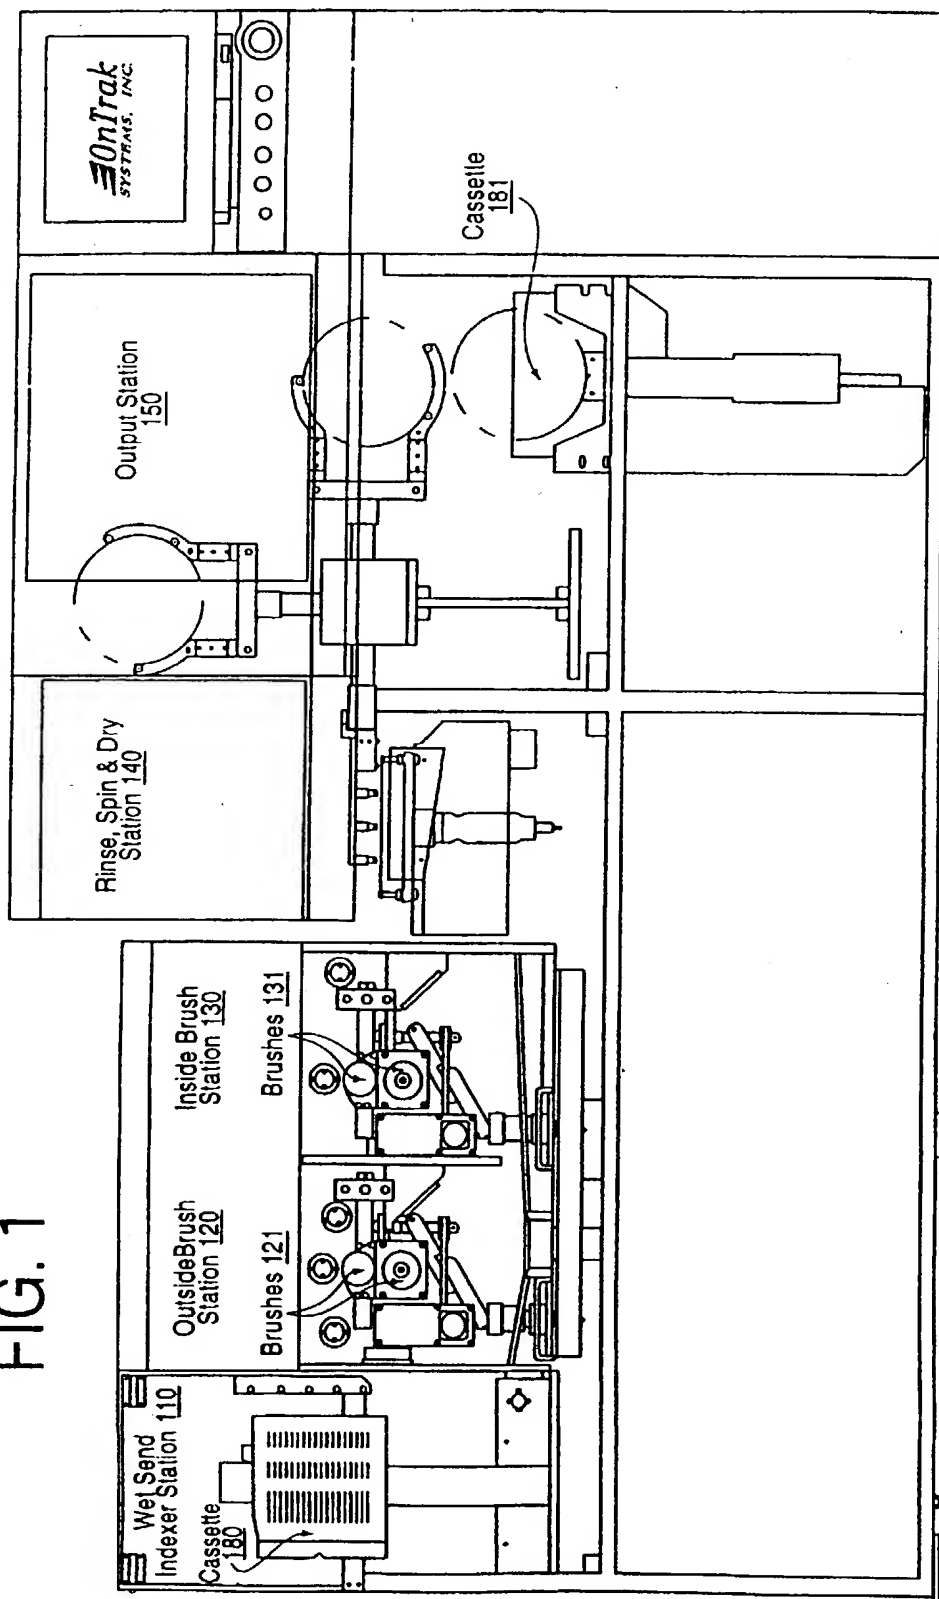 FIG. 1
Wet Send
Indexer Station 110
Cassette
180
OutsideBrush
Station 120
Brushes 121
Inside Brush
Station 130
Brushes 131
Rinse, Spin & Dry
Station 140
Output Station
150
Cassette
181
OnTrak
SYSTEMS, INC.